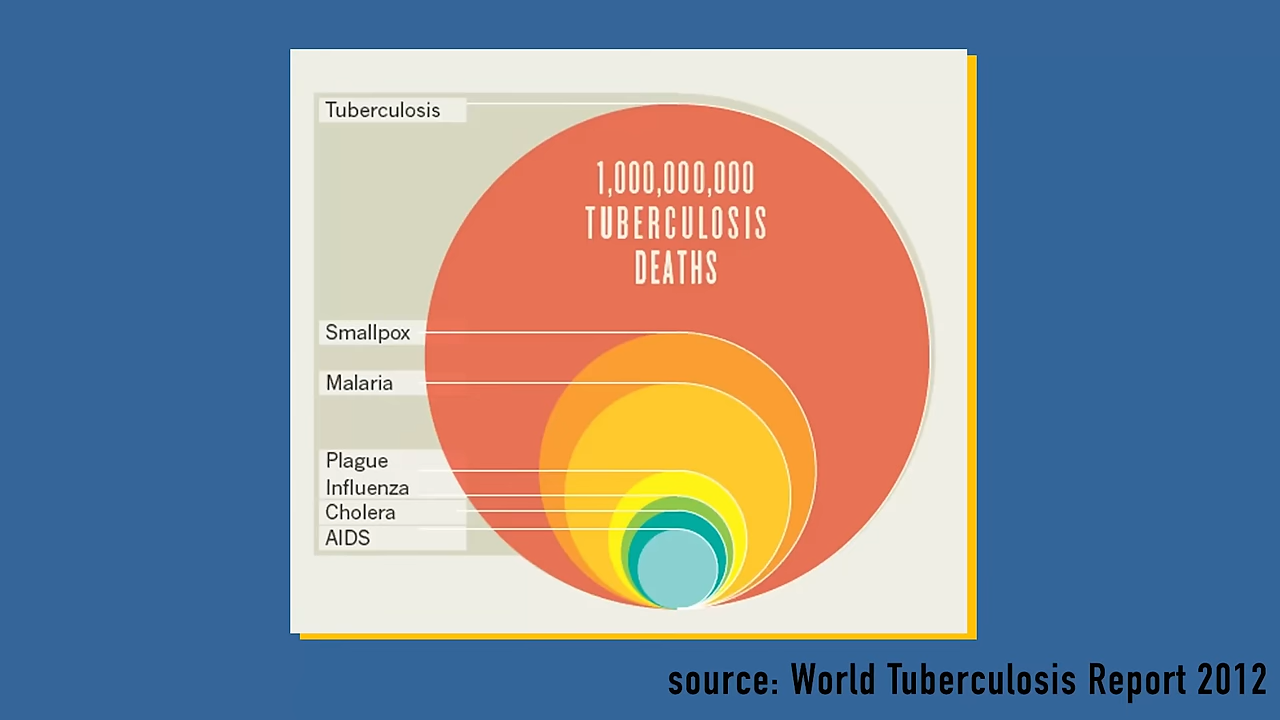 Tuberculosis
1,000,000,000
TUBERCULOSIS
DEATHS
Smallpox
Malaria
Plague
Influenza
Cholera
AIDS
source: World Tuberculosis Report 2012